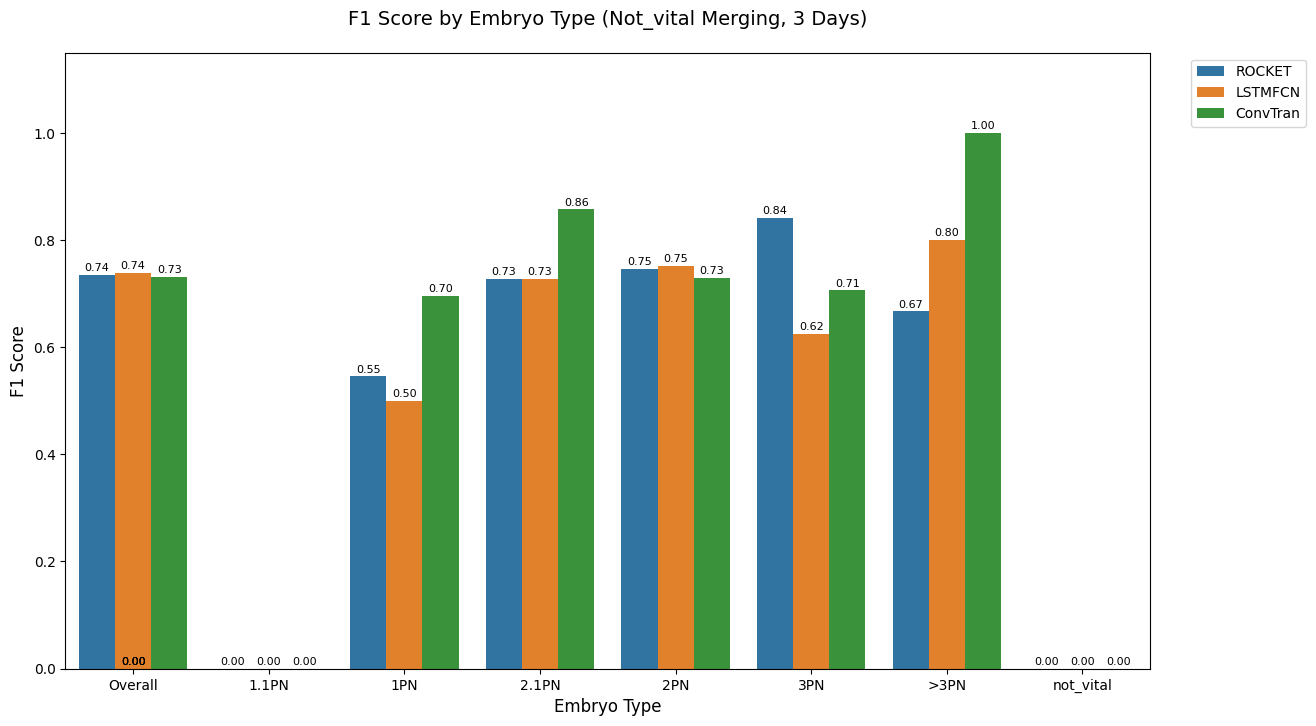 F1 Score by Embryo Type (Not_vital Merging, 3 Days)
ROCKET
LSTMFCN
ConvTran
F1 Score
1.0
0.8
0.6
0.4
0.2
0.0
0.74 0.74 0.73
0.00
0.00 0.00 0.00
0.55 0.50 0.70
0.73 0.73 0.86
0.75 0.75 0.73
0.84 0.62 0.71
0.67 0.80 1.00
0.00 0.00 0.00
Overall 1.1PN 1PN 2.1PN 2PN 3PN >3PN not_vital
Embryo Type